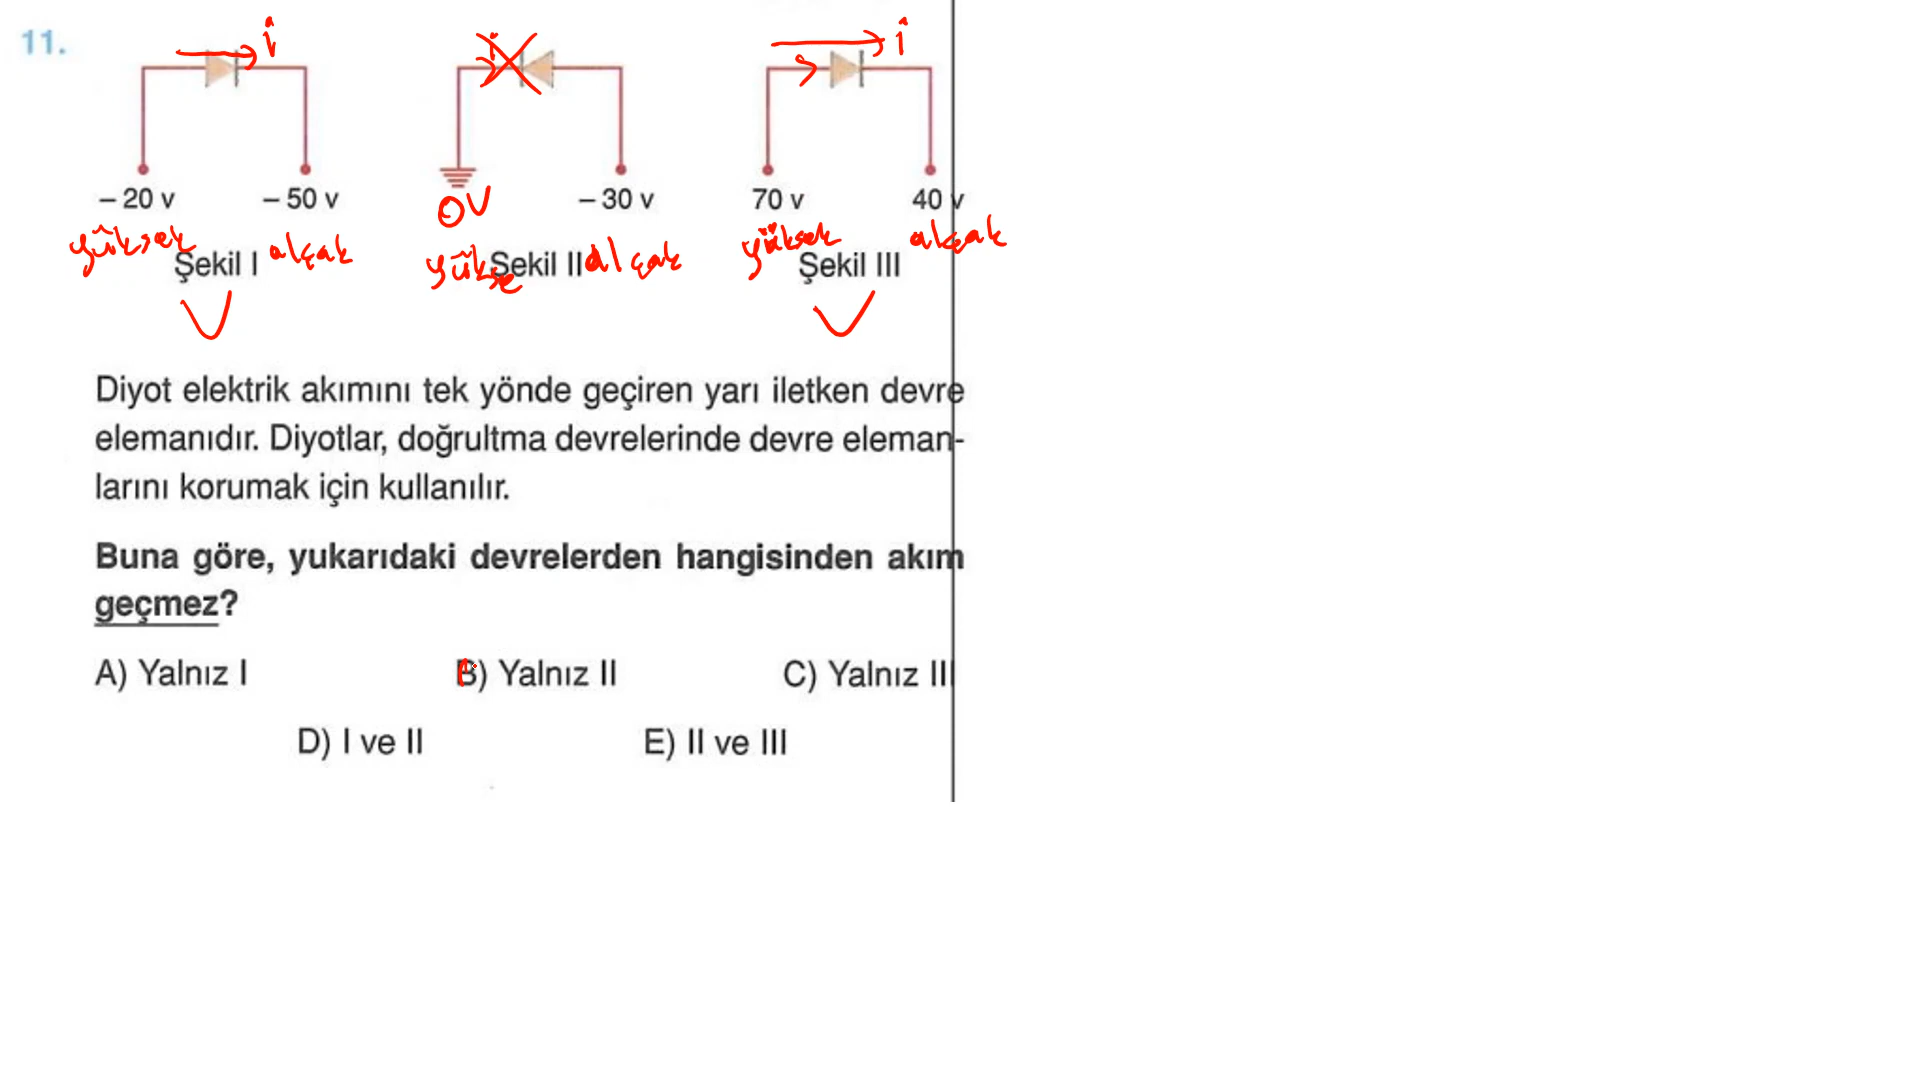 11.
i
i
i
– 20 v – 50 v
– 30 v
70 v 40 v
0V
yüksek alçak
yükse alçak
yüksek alçak
Şekil I Şekil II Şekil III
Diyot elektrik akımını tek yönde geçiren yarı iletken devre
elemanıdır. Diyotlar, doğrultma devrelerinde devre eleman-
larını korumak için kullanılır.
Buna göre, yukarıdaki devrelerden hangisinden akım
geçmez?
A) Yalnız I B) Yalnız II C) Yalnız III
D) I ve II E) II ve III